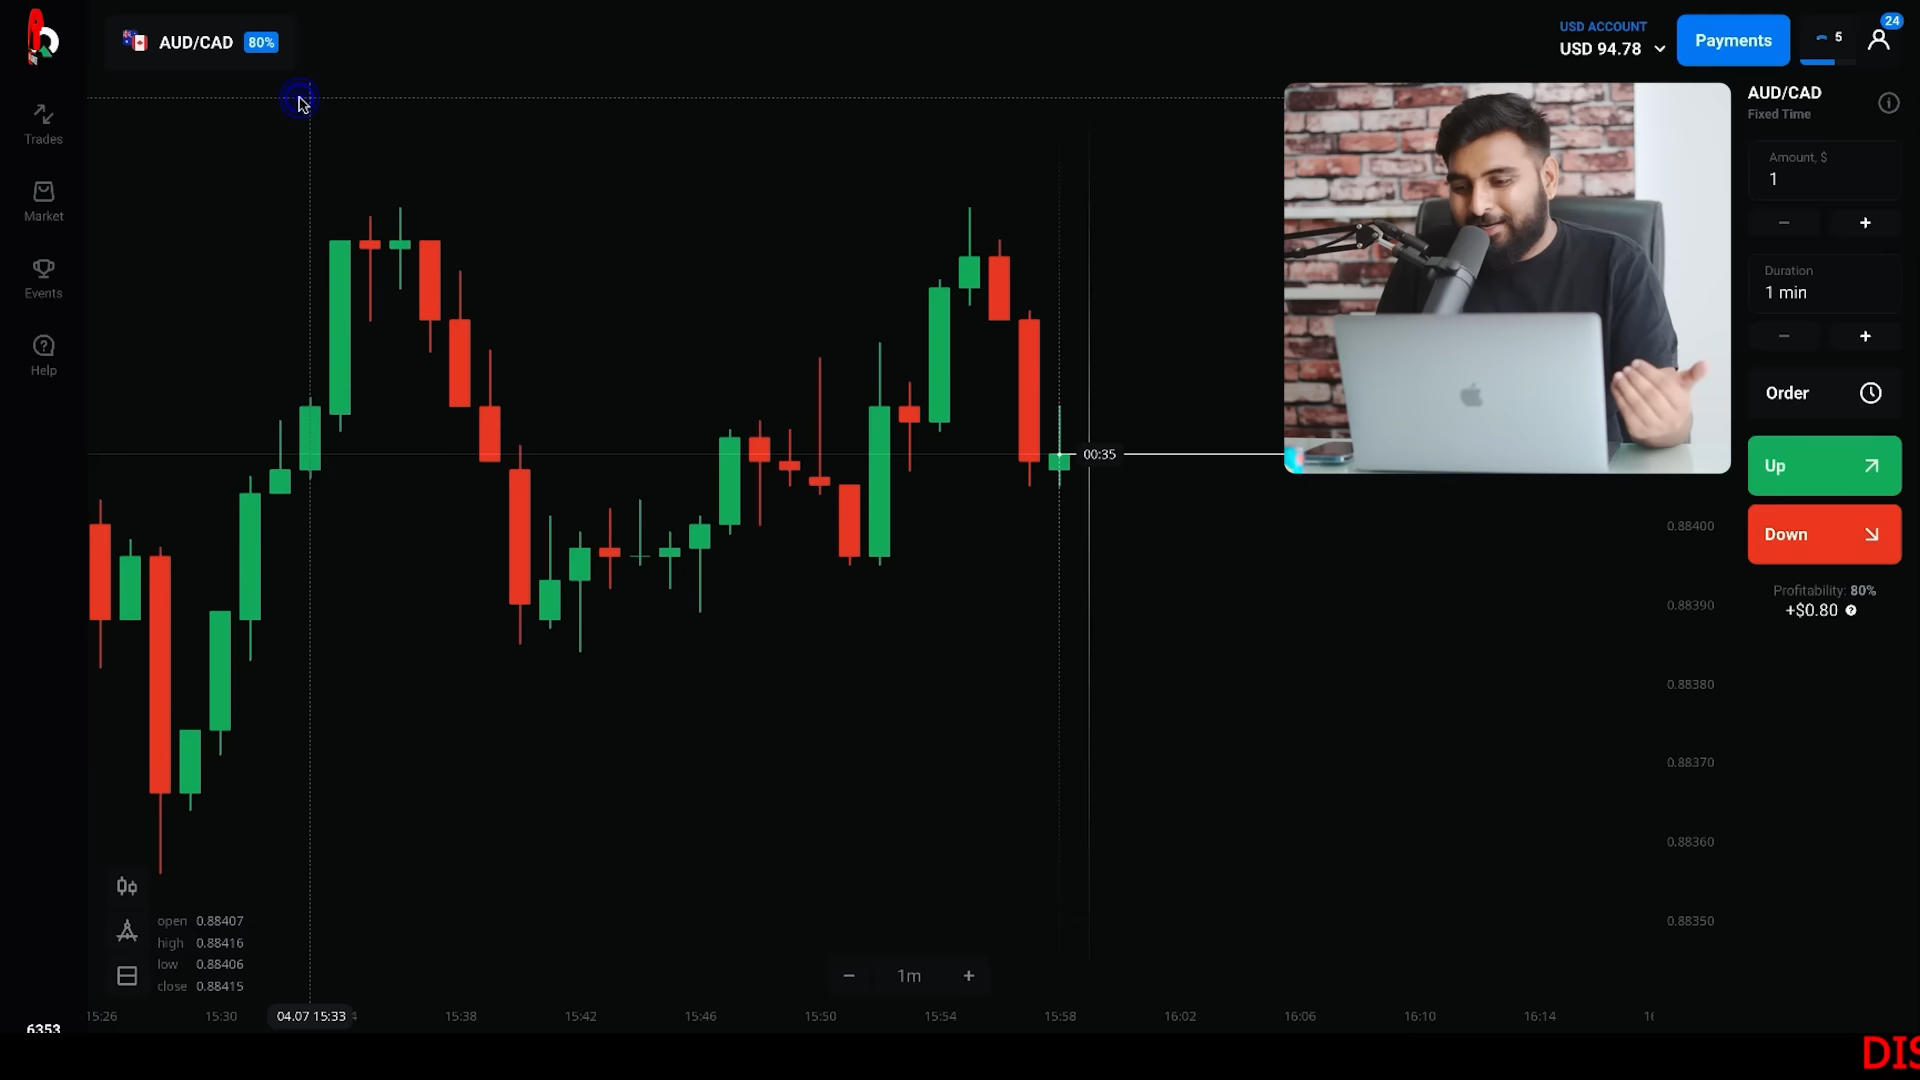 AUD/CAD 80%
USD ACCOUNT
USD 94.78
Payments
5
24
Trades
Market
Events
Help
AUD/CAD
Fixed Time
Amount, $
1
Duration
1 min
Order
Up
Down
Profitability: 80%
+$0.80
00:35
0.88400
0.88390
0.88380
0.88370
0.88360
0.88350
open 0.88407
high 0.88416
low 0.88406
close 0.88415
1m
15:26 15:30 04.07 15:33 4 15:38 15:42 15:46 15:50 15:54 15:58 16:02 16:06 16:10 16:14
6353
DIS